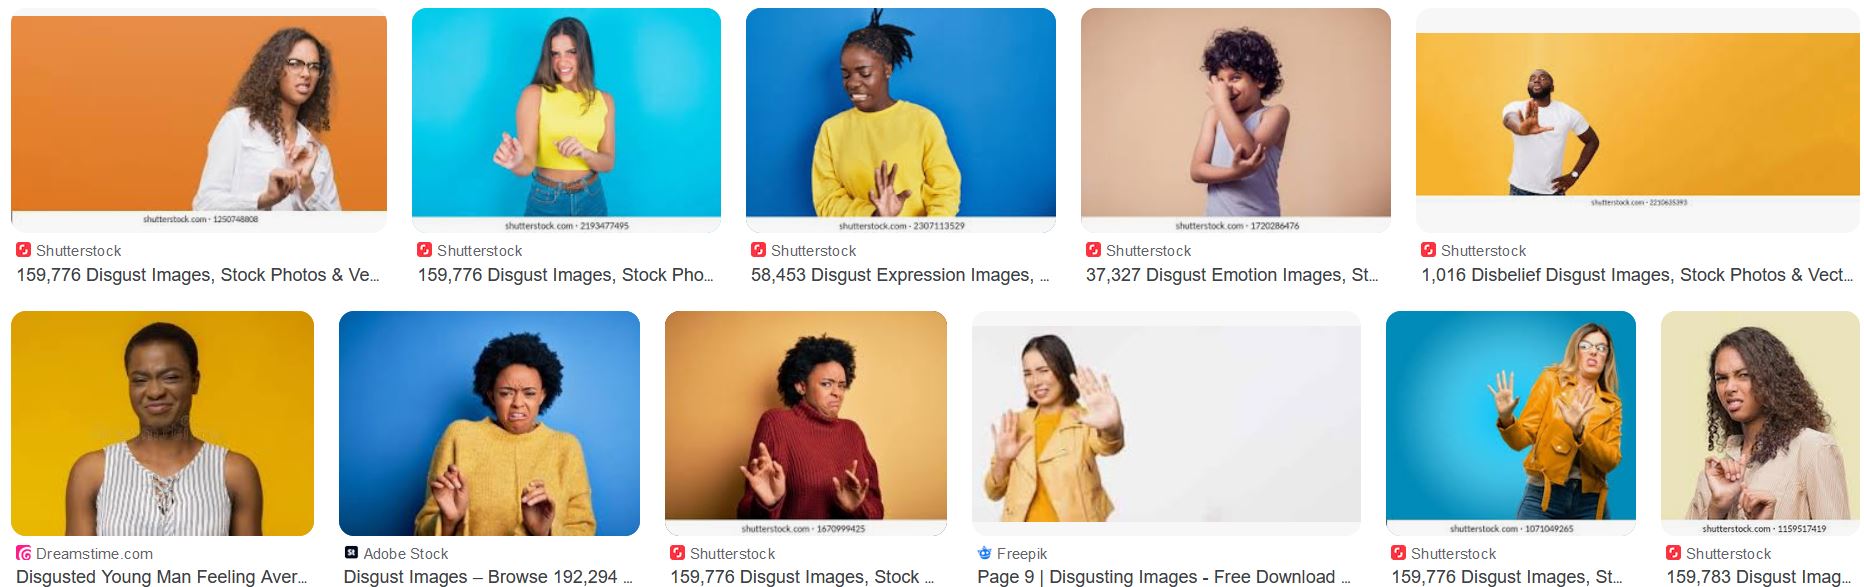 shutterstock.com · 1250748808
shutterstock.com · 2193477495
shutterstock.com · 2307113529
shutterstock.com · 1720286476
shutterstock.com · 2210635393
Shutterstock
Shutterstock
Shutterstock
Shutterstock
Shutterstock
159,776 Disgust Images, Stock Photos & Ve...
159,776 Disgust Images, Stock Pho...
58,453 Disgust Expression Images, ...
37,327 Disgust Emotion Images, St...
1,016 Disbelief Disgust Images, Stock Photos & Vect...
shutterstock.com · 1670999425
shutterstock.com · 1071049265
shutterstock.com · 1159517419
Dreamstime.com
St Adobe Stock
Shutterstock
Freepik
Shutterstock
Shutterstock
Disgusted Young Man Feeling Aver...
Disgust Images – Browse 192,294 ...
159,776 Disgust Images, Stock ...
Page 9 | Disgusting Images - Free Download ...
159,776 Disgust Images, St...
159,783 Disgust Imag...